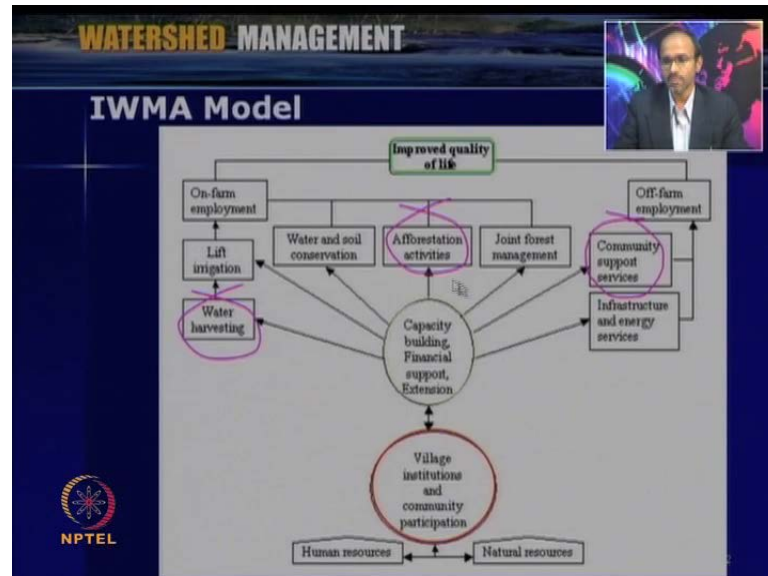 WATERSHED MANAGEMENT
IWMA Model
Improved quality
of life
On-farm
employment
Off-farm
employment
Lift
irrigation
Water and soil
conservation
Afforestation
activities
Joint forest
management
Community
support
services
Water
harvesting
Infrastructure
and energy
services
Capacity
building,
Financial
support,
Extension
Village
institutions
and
community
participation
Human resources
Natural resources
NPTEL